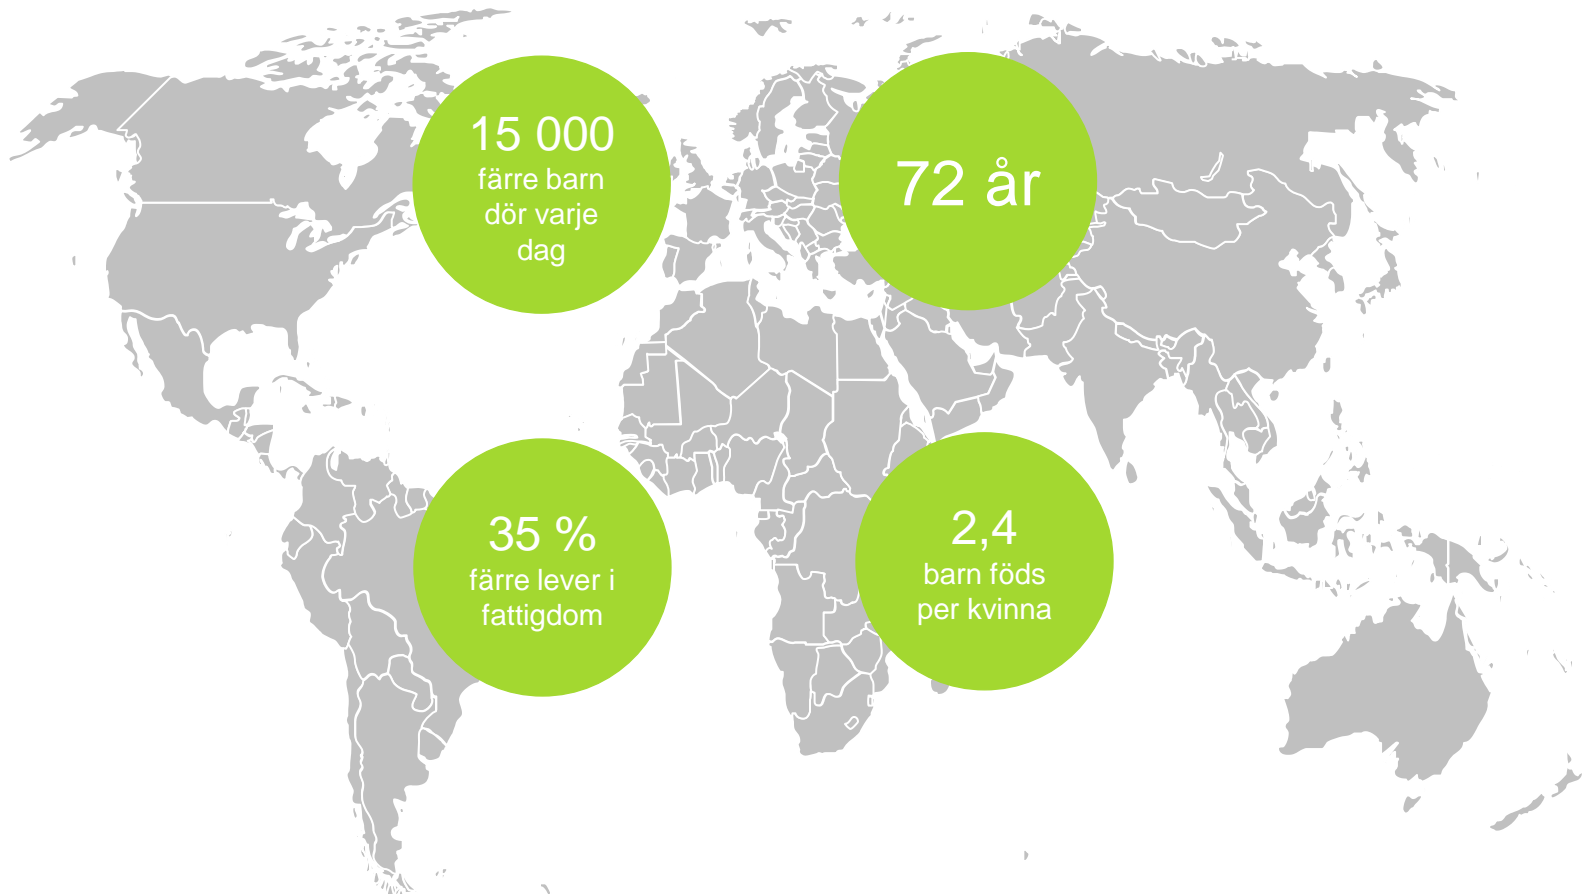 15 000
färre barn
dör varje
dag
72 år
35 %
färre lever i
fattigdom
2,4
barn föds
per kvinna